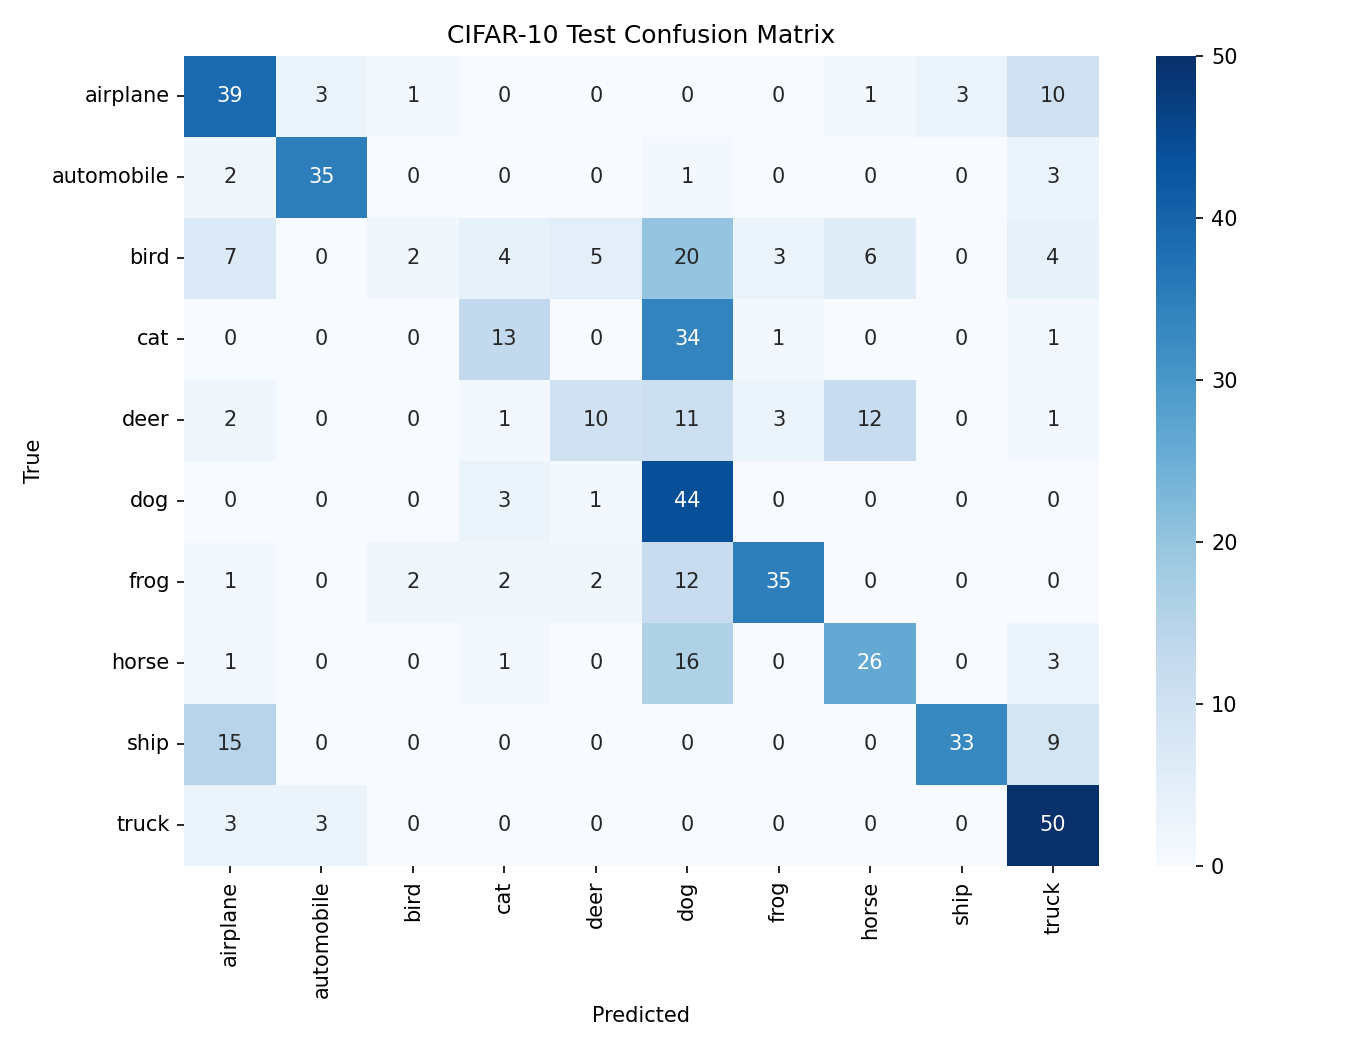 CIFAR-10 Test Confusion Matrix
airplane 39 3 1 0 0 0 0 1 3 10
automobile 2 35 0 0 0 1 0 0 0 3
bird 7 0 2 4 5 20 3 6 0 4
cat 0 0 0 13 0 34 1 0 0 1
deer 2 0 0 1 10 11 3 12 0 1
dog 0 0 0 3 1 44 0 0 0 0
frog 1 0 2 2 2 12 35 0 0 0
horse 1 0 0 1 0 16 0 26 0 3
ship 15 0 0 0 0 0 0 0 33 9
truck 3 3 0 0 0 0 0 0 0 50
airplane automobile bird cat deer dog frog horse ship truck
Predicted
True
50
40
30
20
10
0